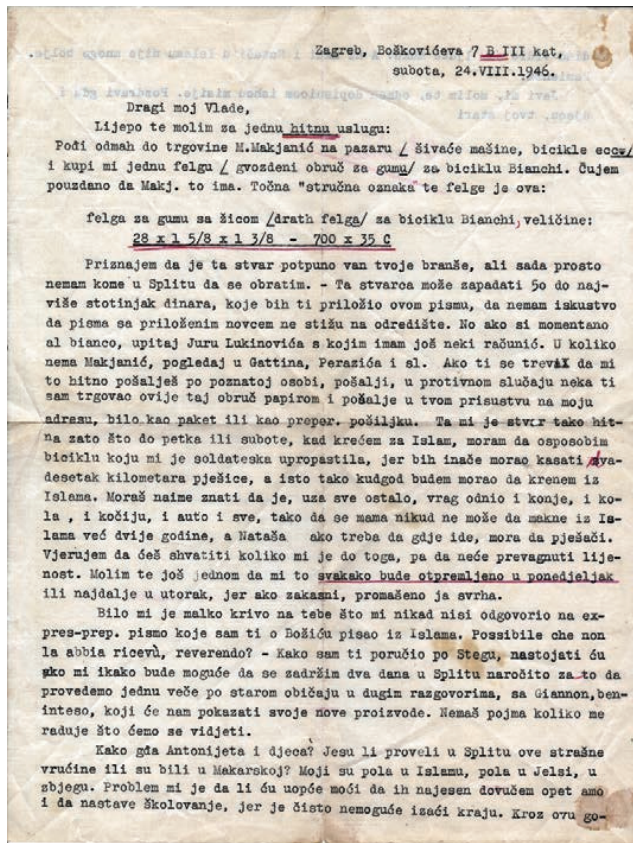 Zagreb, Boškovićeva 7 B III kat,
subota, 24.VIII.1946.
Dragi moj Vlade,
Lijepo te molim za jednu hitnu uslugu:
Pođi odmah do trgovine M.Makjanić na pazaru / šivaće mašine, bicikle ecc./
i kupi mi jednu felgu / gvozdeni obruč za gumu/ za biciklu Bianchi. Čujem
pouzdano da Makj. to ima. Točna "stručna oznaka" te felge je ova:
felga za gumu sa žicom /drath felga/ za biciklu Bianchi, veličine:
28 x 1 5/8 x 1 3/8 - 700 x 35 C
Priznajem da je ta stvar potpuno van tvoje branše, ali sada prosto
nemam kome u Splitu da se obratim. - Ta stvarca može zapadati 5o do naj-
više stotinjak dinara, koje bih ti priložio ovom pismu, da nemam iskustvo
da pisma sa priloženim novcem ne stižu na odredište. No ako si momentano
al bianco, upitaj Juru Lukinovića s kojim imam još neki računić. U koliko
nema Makjanić, pogledaj u Gattina, Perazića i sl. Ako ti se treva da mi
to hitno pošalješ po poznatoj osobi, pošalji, u protivnom slučaju neka ti
sam trgovac ovije taj obruč papirom i pošalje u tvom prisustvu na moju
adresu, bilo kao paket ili kao prepor. pošiljku. Ta mi je stvar tako hit-
na zato što do petka ili subote, kad krećem za Islam, moram da osposobim
biciklu koju mi je soldateska upropastila, jer bih inače morao kasati dva-
desetak kilometara pješice, a isto tako kudgod budem morao da krenem iz
Islama. Moraš naime znati da je, uza sve ostalo, vrag odnio i konje, i ko-
la , i kočiju, i auto i sve, tako da se mama nikud ne može da makne iz Is-
lama već dvije godine, a Nataša ako treba da gdje ide, mora da pješači.
Vjerujem da ćeš shvatiti koliko mi je do toga, pa da neće prevagnuti lije-
nost. Molim te još jednom da mi to svakako bude otpremljeno u ponedjeljak
ili najdalje u utorak, jer ako zakasni, promašeno ja svrha.
Bilo mi je malko krivo na tebe što mi nikad nisi odgovorio na ex-
pres-prep. pismo koje sam ti o Božiću pisao iz Islama. Possibile che non
la abbia ricevù, reverendo? - Kako sam ti poručio po Stegu, nastojati ću
ako mi ikako bude moguće da se zadržim dva dana u Splitu naročito za to da
provedemo jednu veče po starom običaju u dugim razgovorima, sa Giannon, ben-
inteso, koji će nam pokazati svoje nove proizvode. Nemaš pojma koliko me
raduje što ćemo se vidjeti.
Kako gđa Antonijeta i djeca? Jesu li proveli u Splitu ove strašne
vrućine ili su bili u Makarskoj? Moji su pola u Islamu, pola u Jelsi, u
zbjegu. Problem mi je da li ću uopće moći da ih najesen dovučem opet amo
i da nastave školovanje, jer je čisto nemoguće izaći kraju. Kroz ovu go-